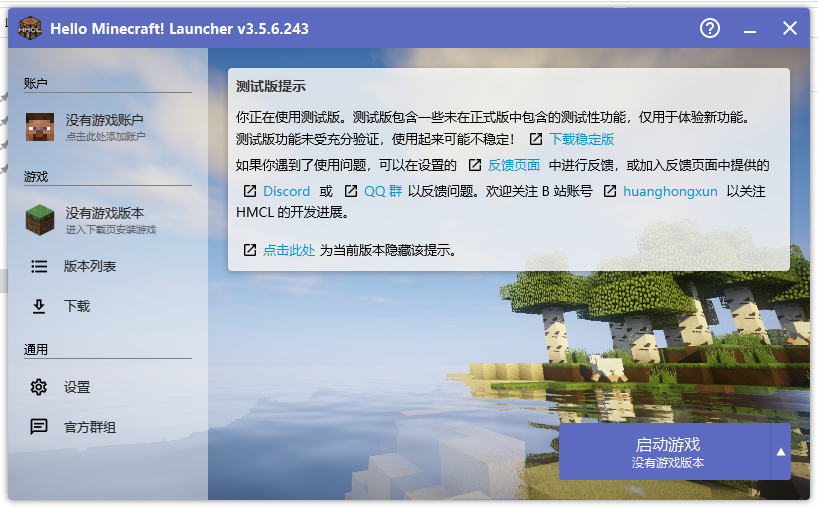 Hello Minecraft! Launcher v3.5.6.243
账户
没有游戏账户
点击此处添加账户
游戏
没有游戏版本
进入下载页安装游戏
版本列表
下载
通用
设置
官方群组
测试版提示
你正在使用测试版。测试版包含一些未在正式版中包含的测试性功能，仅用于体验新功能。
测试版功能未受充分验证，使用起来可能不稳定！ 下载稳定版
如果你遇到了使用问题，可以在设置的 反馈页面 中进行反馈，或加入反馈页面中提供的
Discord 或 QQ 群 以反馈问题。欢迎关注 B 站账号 huanghongxun 以关注
HMCL 的开发进展。
点击此处 为当前版本隐藏该提示。
启动游戏
没有游戏版本